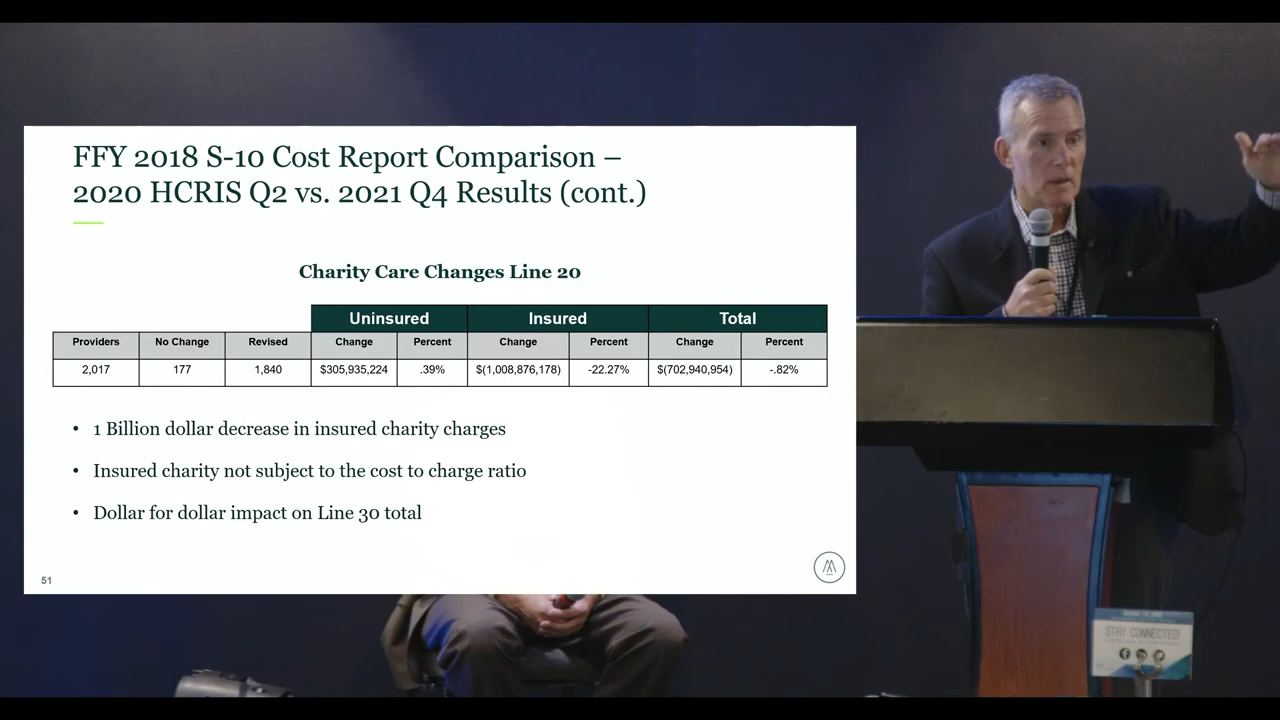 FFY 2018 S-10 Cost Report Comparison –
2020 HCRIS Q2 vs. 2021 Q4 Results (cont.)
Charity Care Changes Line 20
Uninsured Insured Total
Providers No Change Revised Change Percent Change Percent Change Percent
2,017 177 1,840 $305,935,224 .39% $(1,008,876,178) -22.27% $(702,940,954) -.82%
• 1 Billion dollar decrease in insured charity charges
• Insured charity not subject to the cost to charge ratio
• Dollar for dollar impact on Line 30 total
51
STAY CONNECTED!